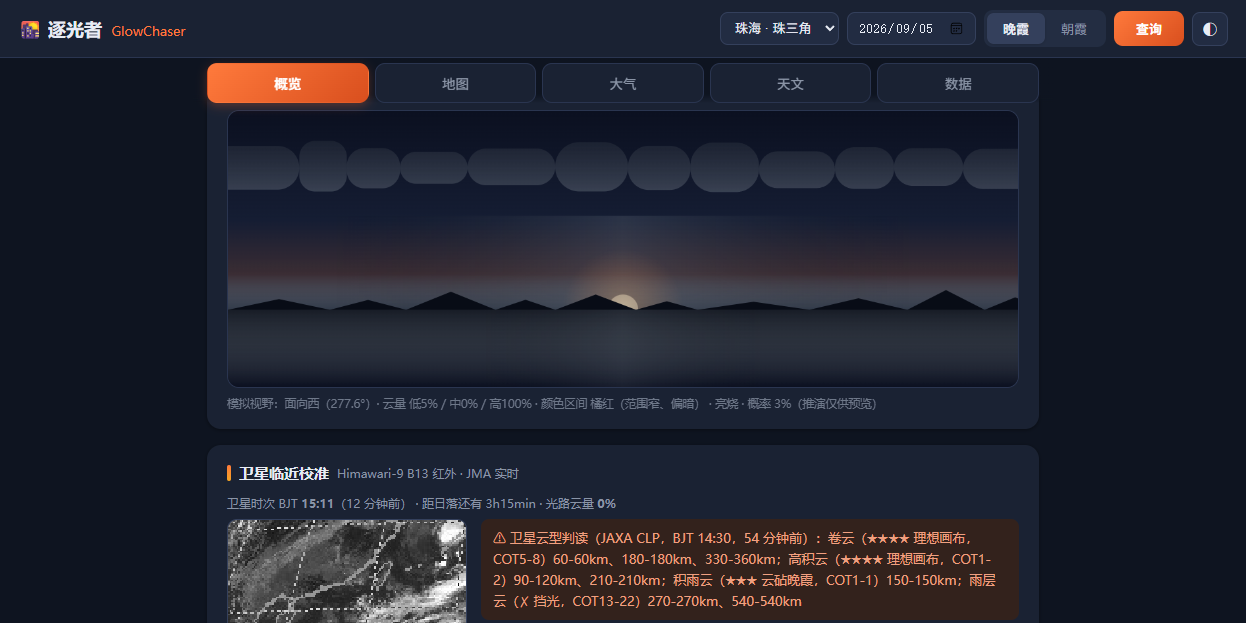 逐光者 GlowChaser
珠海 · 珠三角
2026/09/05
晚霞 朝霞
查询
概览 地图 大气 天文 数据
模拟视野：面向西（277.6°）· 云量 低5% / 中0% / 高100% · 颜色区间 橘红（范围窄、偏暗） · 亮烧 · 概率 3%（推演仅供预览）
卫星临近校准 Himawari-9 B13 红外 · JMA 实时
卫星时次 BJT 15:11（12 分钟前） · 距日落还有 3h15min · 光路云量 0%
⚠ 卫星云型判读（JAXA CLP，BJT 14:30，54 分钟前）：卷云（★★★★ 理想画布，
COT5-8）60-60km、180-180km、330-360km；高积云（★★★★ 理想画布，COT1-
2）90-120km、210-210km；积雨云（★★★ 云砧晚霞，COT1-1）150-150km；雨层
云（✗ 挡光，COT13-22）270-270km、540-540km